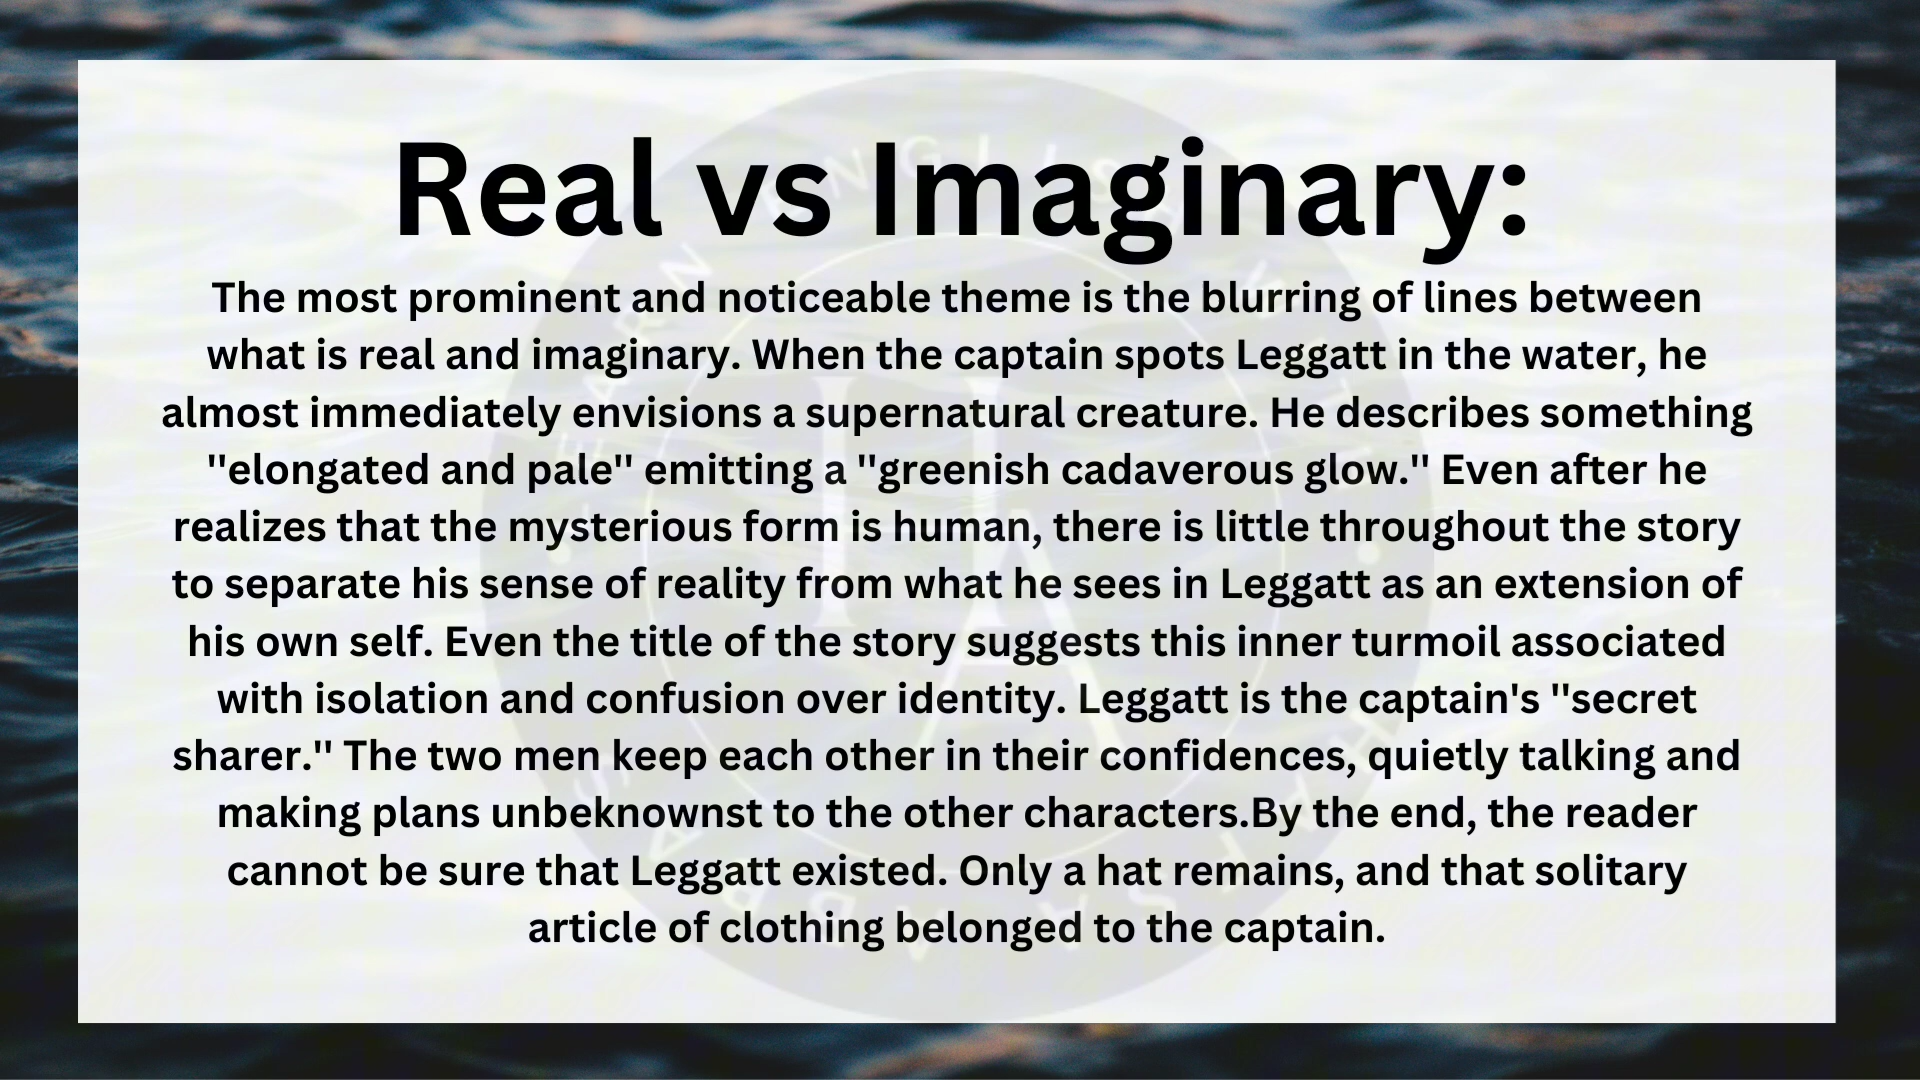 Real vs Imaginary:
The most prominent and noticeable theme is the blurring of lines between
what is real and imaginary. When the captain spots Leggatt in the water, he
almost immediately envisions a supernatural creature. He describes something
"elongated and pale" emitting a "greenish cadaverous glow." Even after he
realizes that the mysterious form is human, there is little throughout the story
to separate his sense of reality from what he sees in Leggatt as an extension of
his own self. Even the title of the story suggests this inner turmoil associated
with isolation and confusion over identity. Leggatt is the captain's "secret
sharer." The two men keep each other in their confidences, quietly talking and
making plans unbeknownst to the other characters.By the end, the reader
cannot be sure that Leggatt existed. Only a hat remains, and that solitary
article of clothing belonged to the captain.